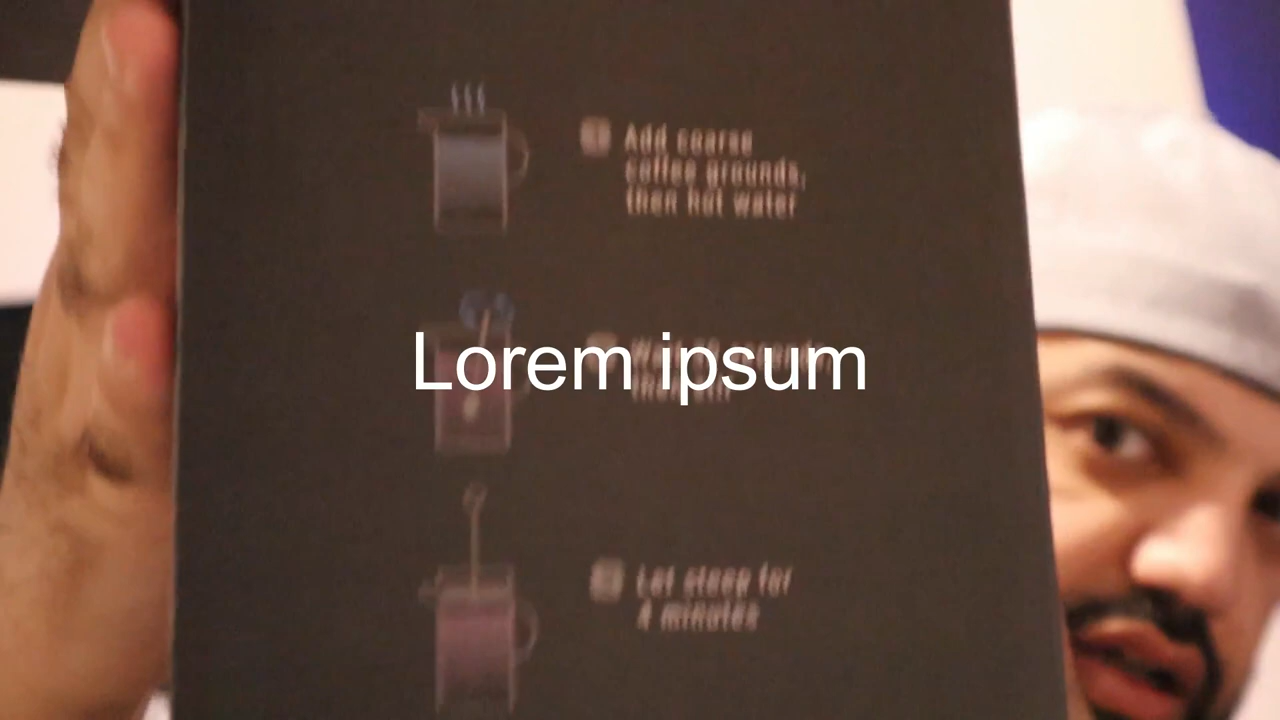 Add coarse
coffee grounds,
then hot water
Lorem ipsum
Let steep for
4 minutes